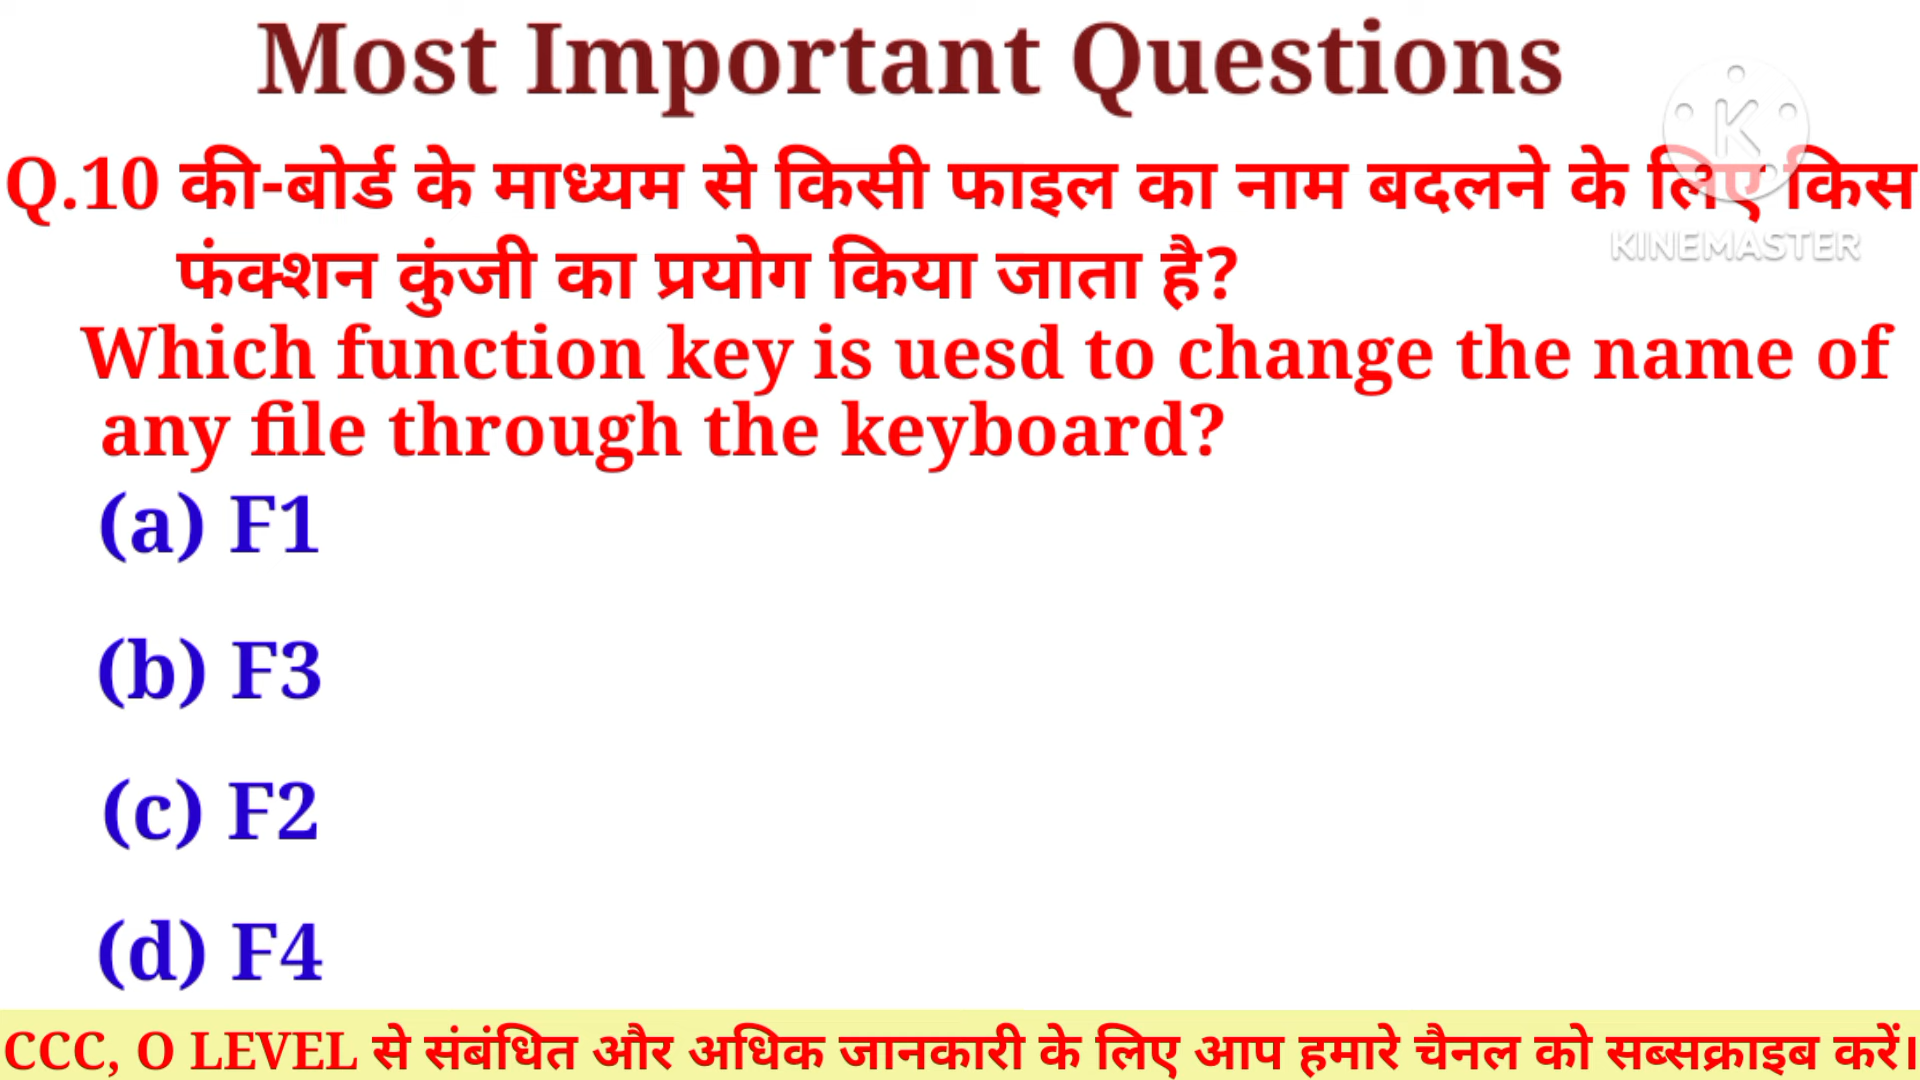 Most Important Questions
Q.10 की-बोर्ड के माध्यम से किसी फाइल का नाम बदलने के लिए किस
फंक्शन कुंजी का प्रयोग किया जाता है?
Which function key is uesd to change the name of
any file through the keyboard?
(a) F1
(b) F3
(c) F2
(d) F4
K
KINEMASTER
CCC, O LEVEL से संबंधित और अधिक जानकारी के लिए आप हमारे चैनल को सब्सक्राइब करें।